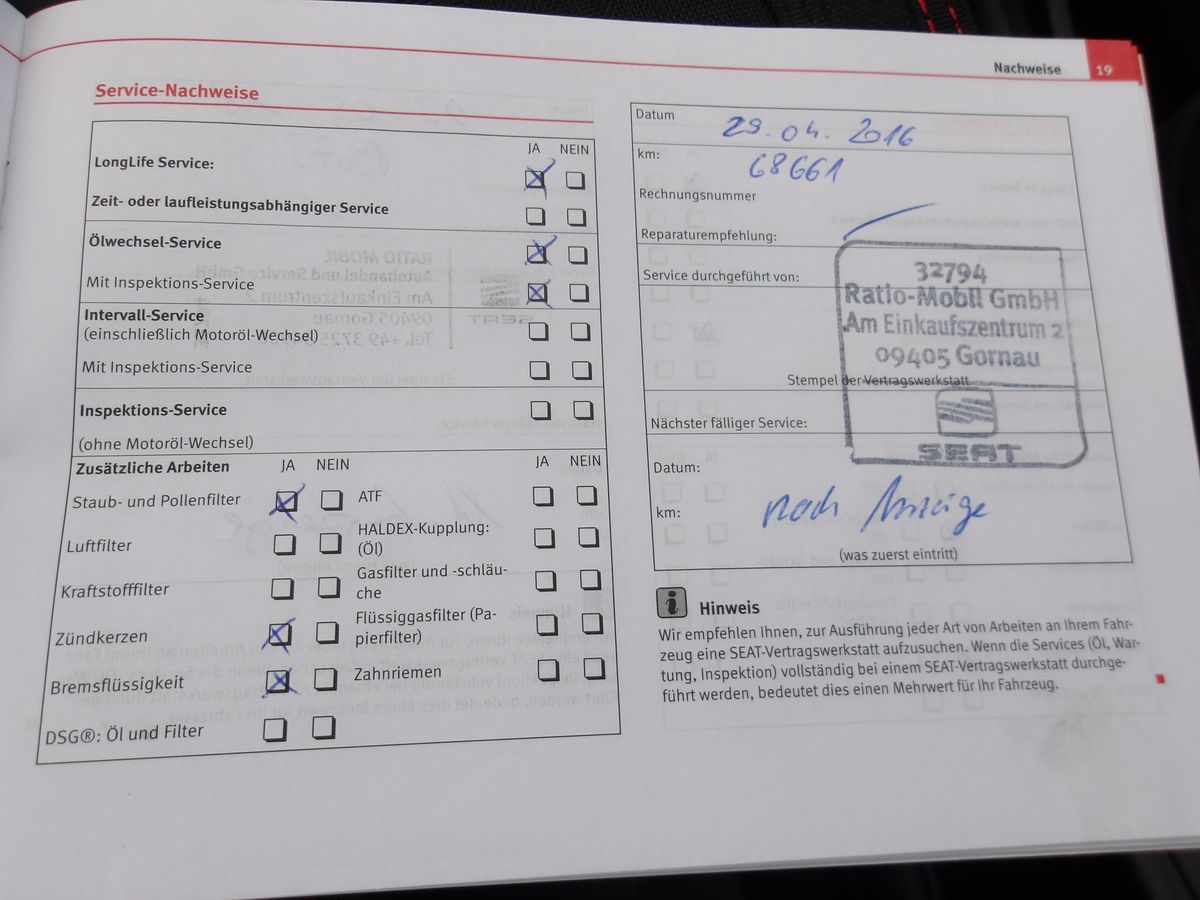 Nachweise 19
Service-Nachweise
JA NEIN
LongLife Service:
Zeit- oder laufleistungsabhängiger Service
Ölwechsel-Service
Mit Inspektions-Service
Intervall-Service
(einschließlich Motoröl-Wechsel)
Mit Inspektions-Service
Inspektions-Service
(ohne Motoröl-Wechsel)
Zusätzliche Arbeiten JA NEIN JA NEIN
Staub- und Pollenfilter ATF
Luftfilter HALDEX-Kupplung:
(Öl)
Kraftstofffilter Gasfilter und -schläu-
che
Zündkerzen Flüssiggasfilter (Pa-
pierfilter)
Bremsflüssigkeit Zahnriemen
DSG®: Öl und Filter
Datum 29.04.2016
km: 68661
Rechnungsnummer
Reparaturempfehlung:
Service durchgeführt von:
32794
Ratio-Mobil GmbH
Am Einkaufszentrum 2
09405 Gornau
Stempel der Vertragswerkstatt
SEAT
Nächster fälliger Service:
Datum:
km: nach Anzeige
(was zuerst eintritt)
Hinweis
Wir empfehlen Ihnen, zur Ausführung jeder Art von Arbeiten an Ihrem Fahr-
zeug eine SEAT-Vertragswerkstatt aufzusuchen. Wenn die Services (Öl, War-
tung, Inspektion) vollständig bei einem SEAT-Vertragswerkstatt durchge-
führt werden, bedeutet dies einen Mehrwert für Ihr Fahrzeug.